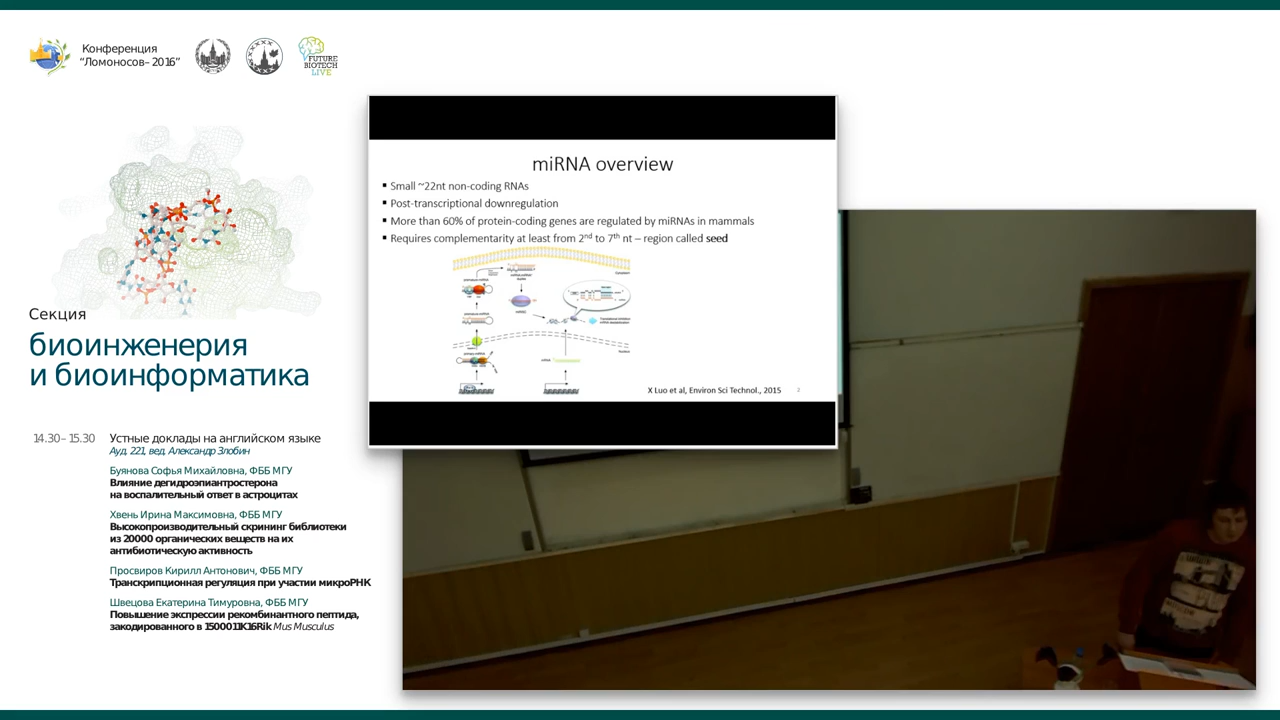 Конференция
“Ломоносов–2016”
FUTURE
BIOTECH
LIVE
miRNA overview
▪ Small ~22nt non-coding RNAs
▪ Post-transcriptional downregulation
▪ More than 60% of protein-coding genes are regulated by miRNAs in mammals
▪ Requires complementarity at least from 2nd to 7th nt – region called seed
X Luo et al, Environ Sci Technol., 2015
2
Секция
биоинженерия
и биоинформатика
14.30–15.30 Устные доклады на английском языке
Ауд. 221, вед. Александр Злобин
Буянова Софья Михайловна, ФББ МГУ
Влияние дегидроэпиантростерона
на воспалительный ответ в астроцитах
Хвень Ирина Максимовна, ФББ МГУ
Высокопроизводительный скрининг библиотеки
из 20000 органических веществ на их
антибиотическую активность
Просвиров Кирилл Антонович, ФББ МГУ
Транскрипционная регуляция при участии микроРНК
Швецова Екатерина Тимуровна, ФББ МГУ
Повышение экспрессии рекомбинантного пептида,
закодированного в 1500011K16Rik Mus Musculus